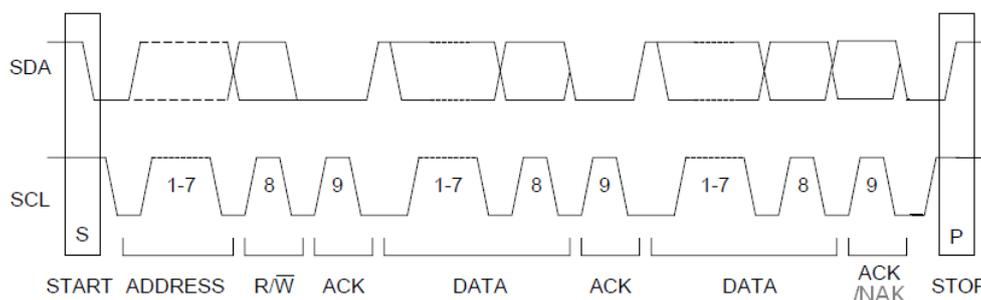 SDA
SCL
1-7 8 9 1-7 8 9 1-7 8 9
S P
START ADDRESS R/W̅ ACK DATA ACK DATA ACK
/NAK STOP